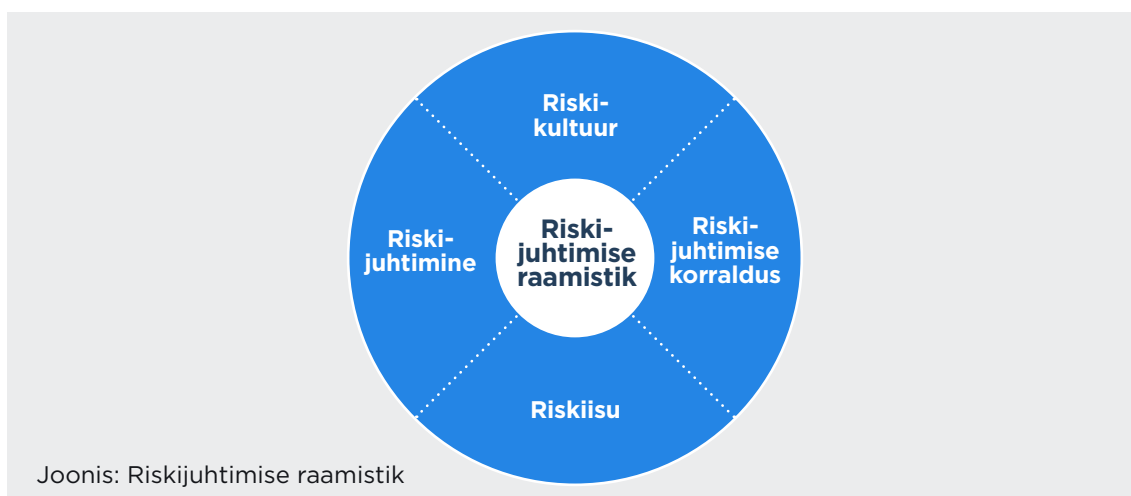 Riski-
kultuur
Riski-
juhtimine
Riski-
juhtimise
raamistik
Riski-
juhtimise
korraldus
Riskiisu
Joonis: Riskijuhtimise raamistik